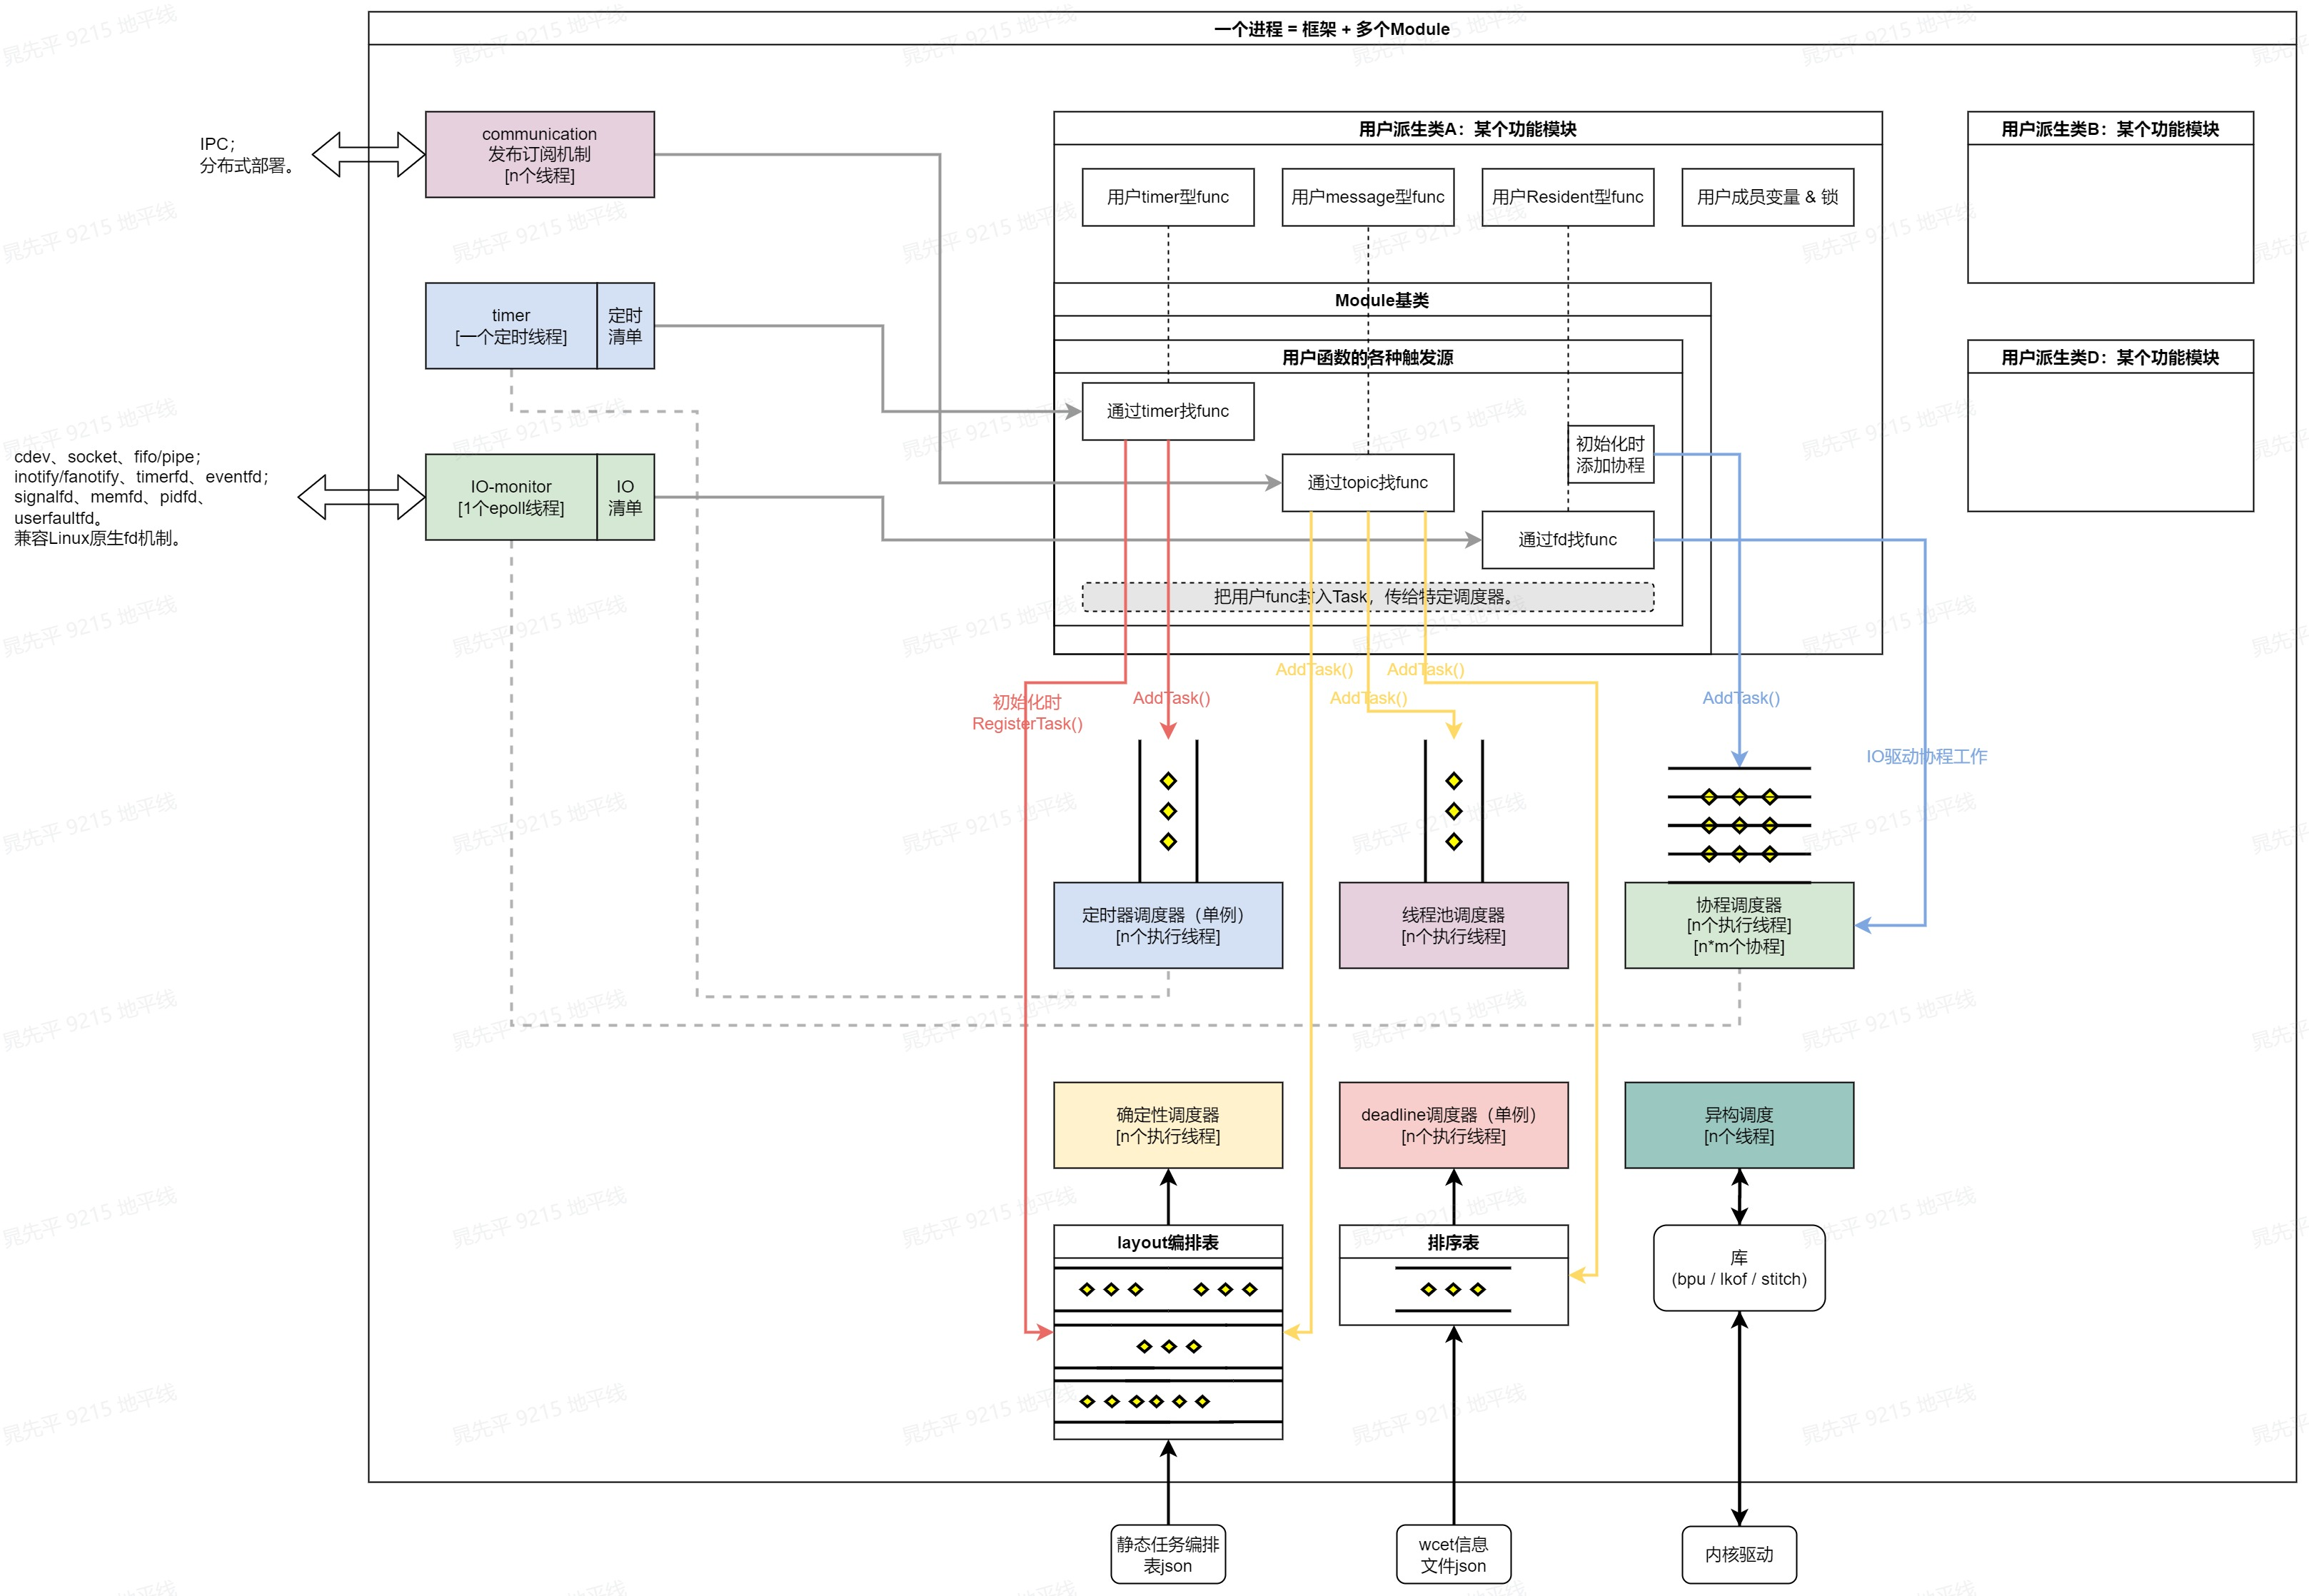 一个进程 = 框架 + 多个Module
IPC；
分布式部署。
communication
发布订阅机制
[n个线程]
timer
[一个定时线程]
定时
清单
cdev、socket、fifo/pipe；
inotify/fanotify、timerfd、eventfd；
signalfd、memfd、pidfd、
userfaultfd。
兼容Linux原生fd机制。
IO-monitor
[1个epoll线程]
IO
清单
用户派生类A：某个功能模块
用户timer型func
用户message型func
用户Resident型func
用户成员变量 & 锁
Module基类
用户函数的各种触发源
通过timer找func
通过topic找func
初始化时
添加协程
通过fd找func
把用户func封入Task，传给特定调度器。
用户派生类B：某个功能模块
用户派生类D：某个功能模块
初始化时
RegisterTask()
AddTask()
AddTask()
AddTask()
AddTask()
AddTask()
IO驱动协程工作
定时器调度器（单例）
[n个执行线程]
线程池调度器
[n个执行线程]
协程调度器
[n个执行线程]
[n*m个协程]
确定性调度器
[n个执行线程]
deadline调度器（单例）
[n个执行线程]
异构调度
[n个线程]
layout编排表
排序表
库
(bpu / lkof / stitch)
静态任务编排
表json
wcet信息
文件json
内核驱动
晁先平 9215 地平线